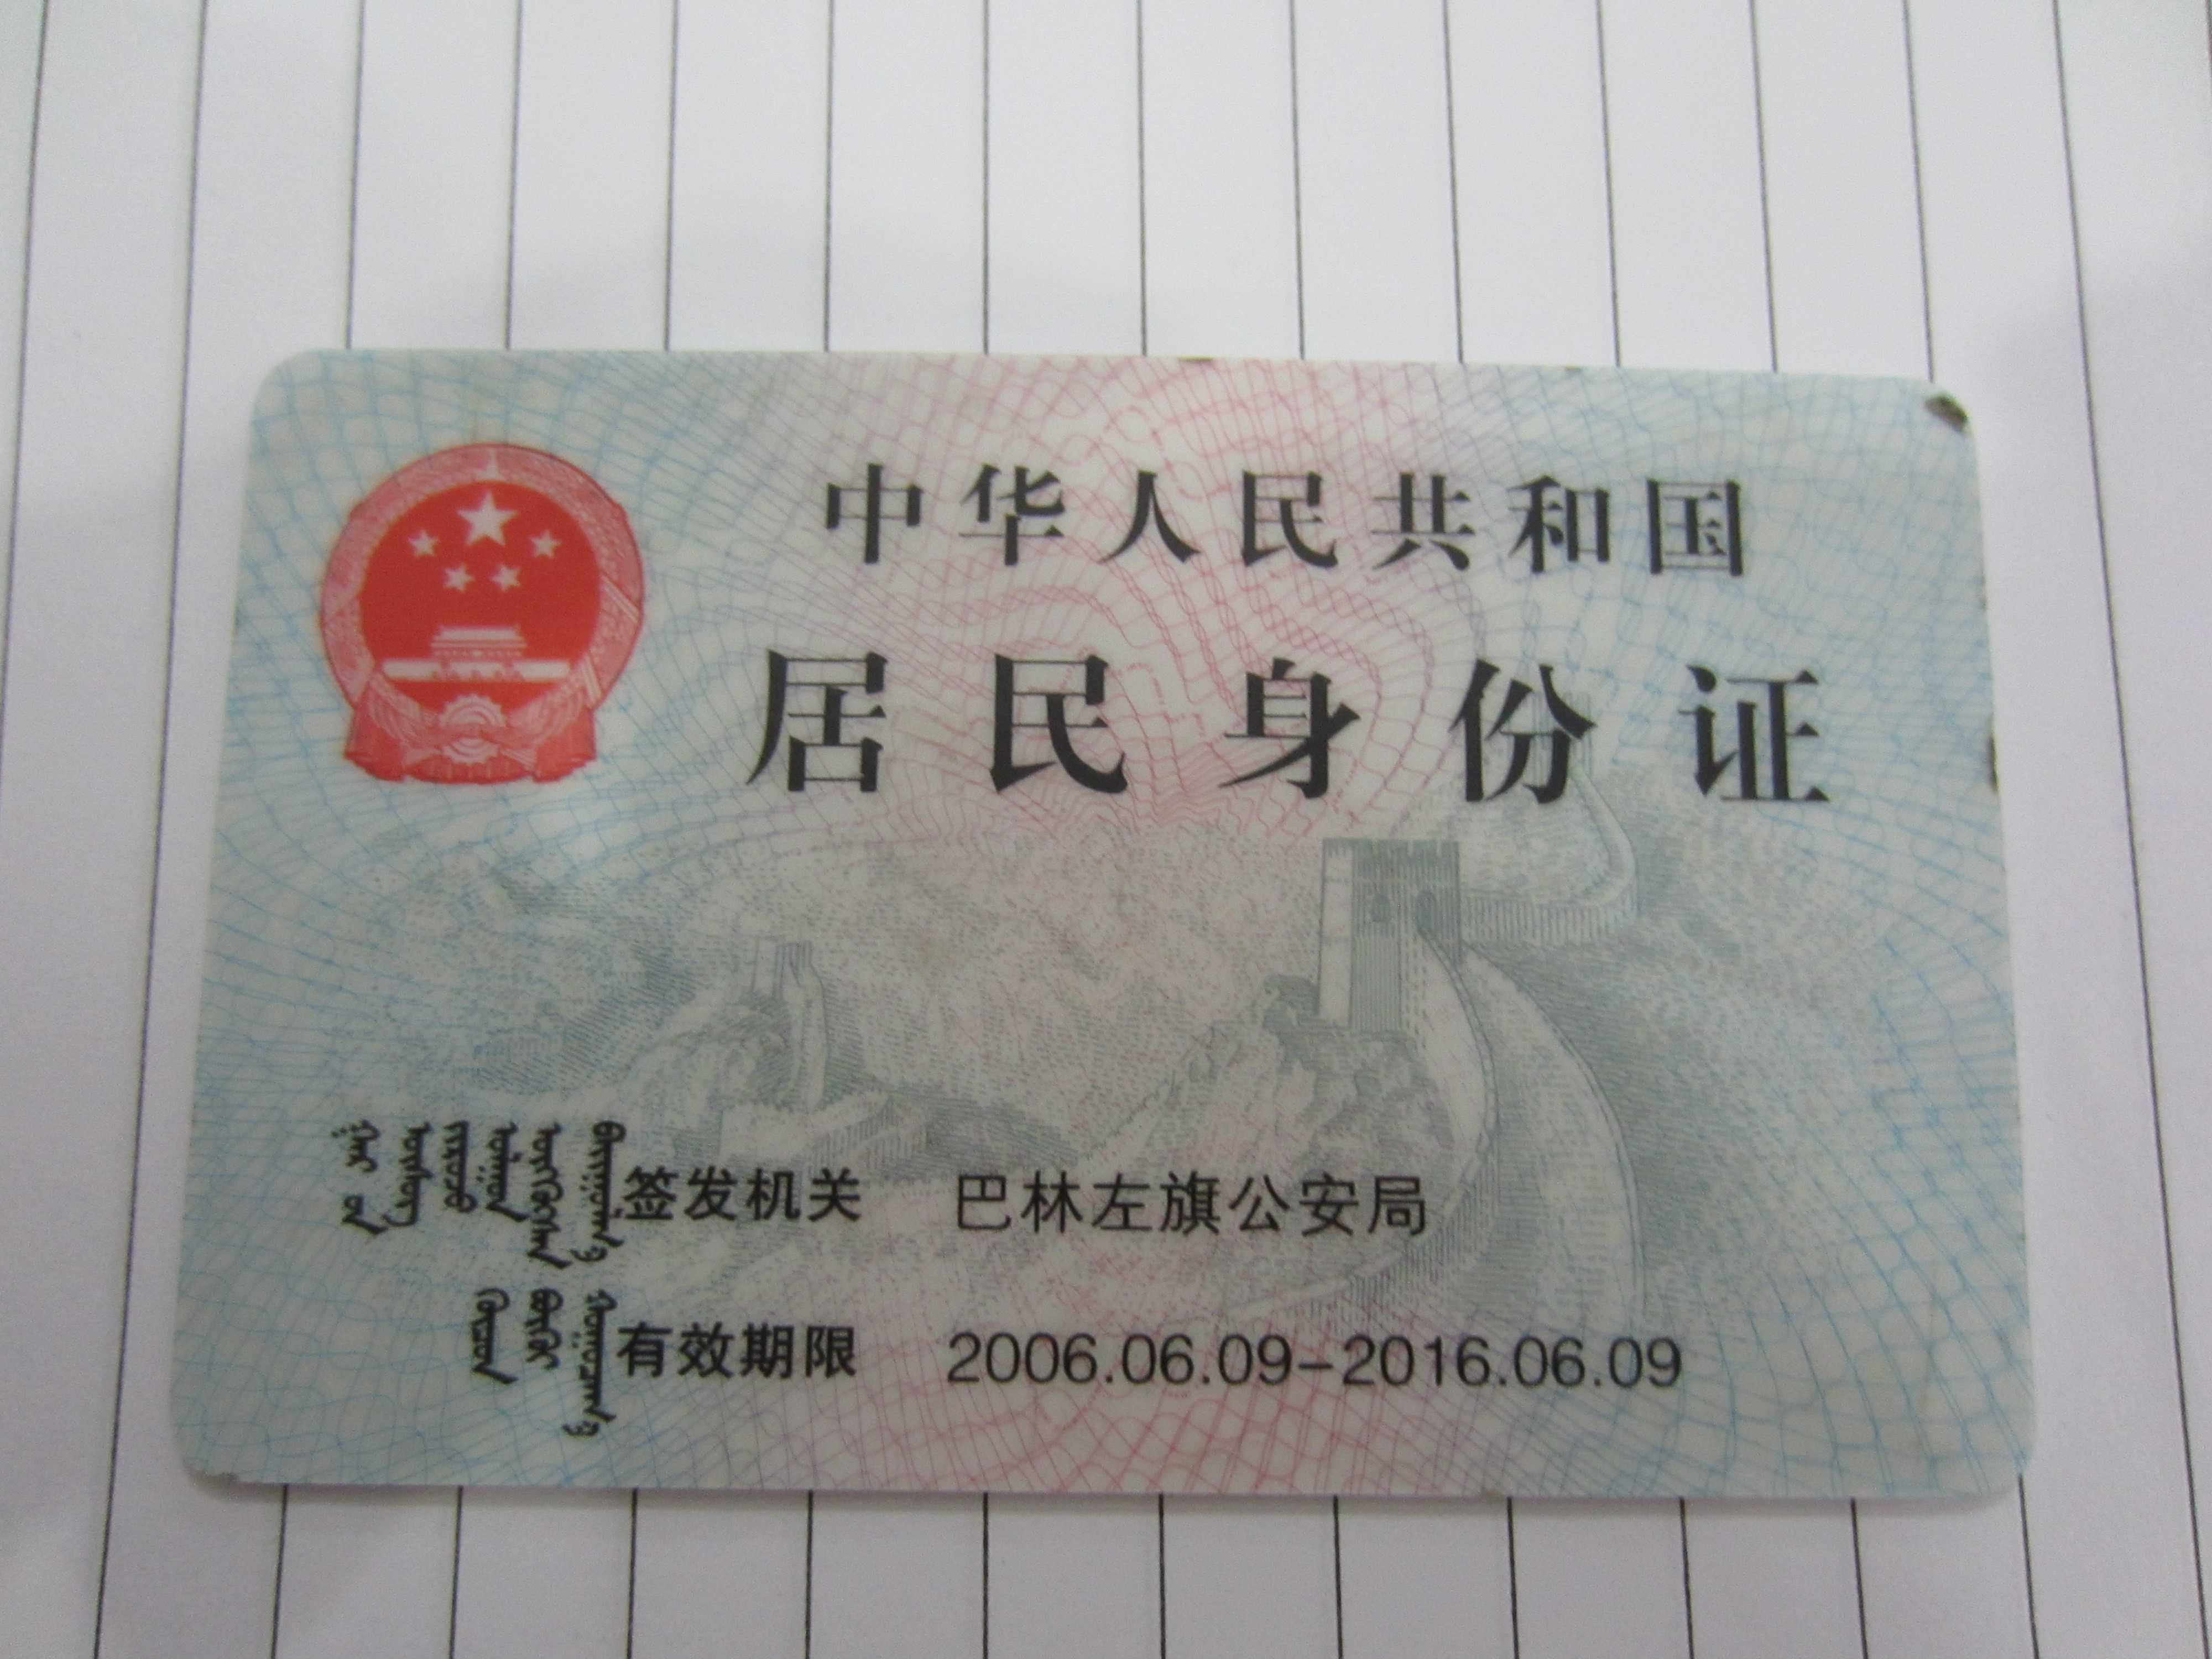 中华人民共和国
居民身份证
签发机关 巴林左旗公安局
有效期限 2006.06.09-2016.06.09